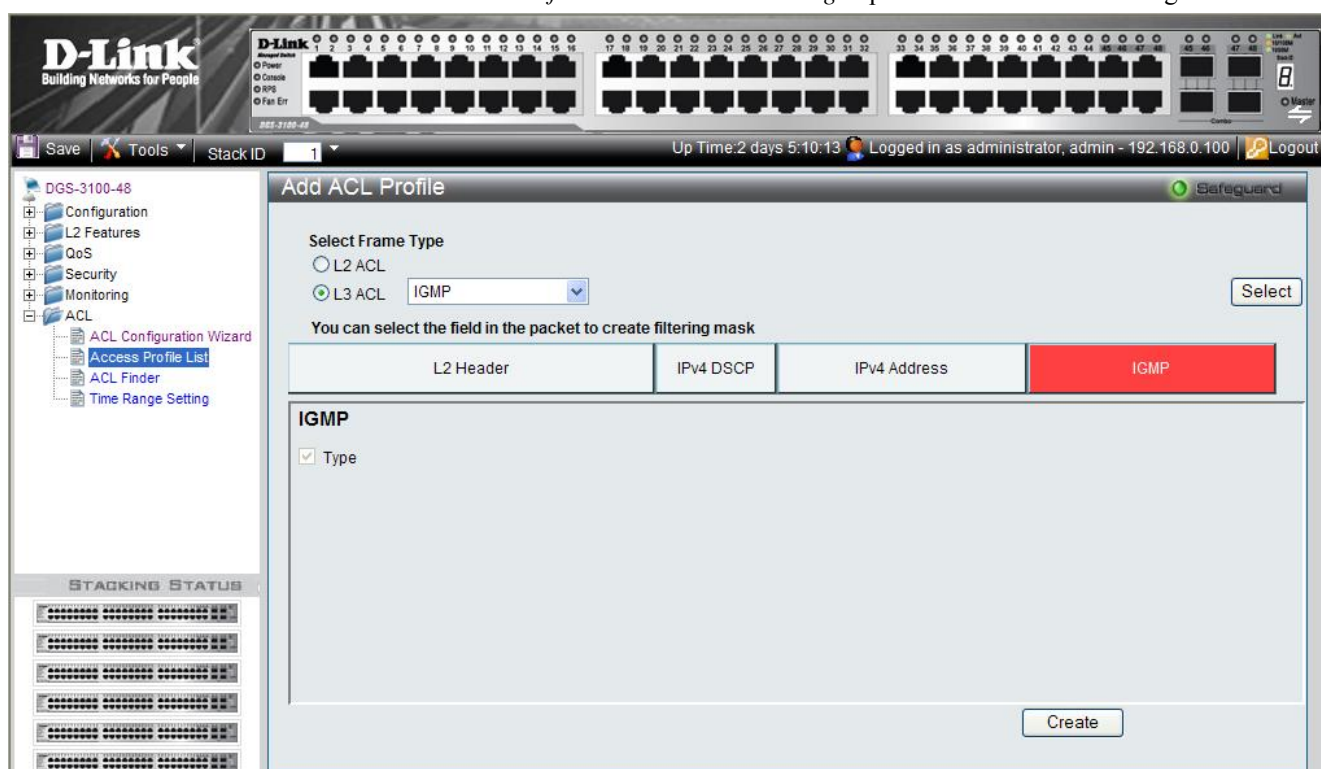 D-Link
Building Networks for People
D-Link
Power
Console
RPS
Fan Err
DGS-3100-48
1 2 3 4 5 6 7 8 9 10 11 12 13 14 15 16
17 18 19 20 21 22 23 24 25 26 27 28 29 30 31 32
33 34 35 36 37 38 39 40 41 42 43 44 45 46 47 48
45 46 47 48
Combo
Master
Save
Tools
Stack ID
1
Up Time:2 days 5:10:13
Logged in as administrator, admin - 192.168.0.100
Logout
DGS-3100-48
Configuration
L2 Features
QoS
Security
Monitoring
ACL
ACL Configuration Wizard
Access Profile List
ACL Finder
Time Range Setting
STACKING STATUS
Add ACL Profile
Safeguard
Select Frame Type
L2 ACL
L3 ACL
IGMP
Select
You can select the field in the packet to create filtering mask
L2 Header
IPv4 DSCP
IPv4 Address
IGMP
IGMP
Type
Create